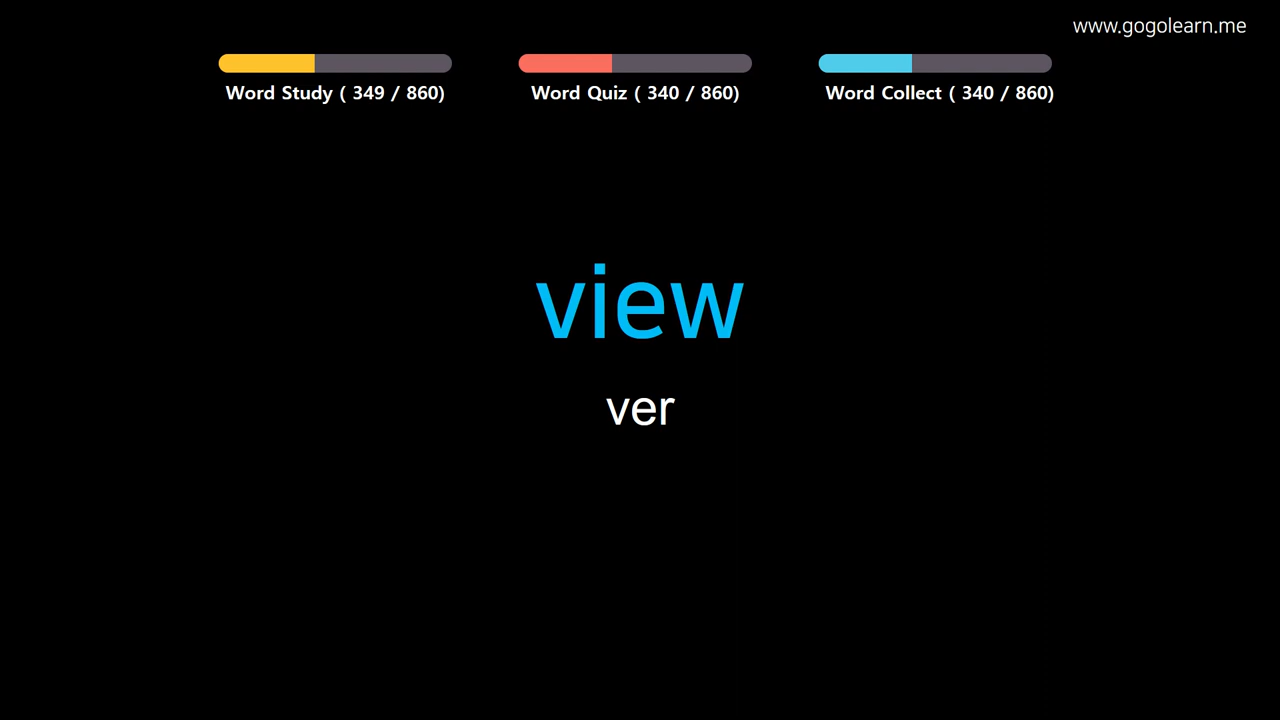 www.gogolearn.me
Word Study ( 349 / 860)
Word Quiz ( 340 / 860)
Word Collect ( 340 / 860)
view
ver